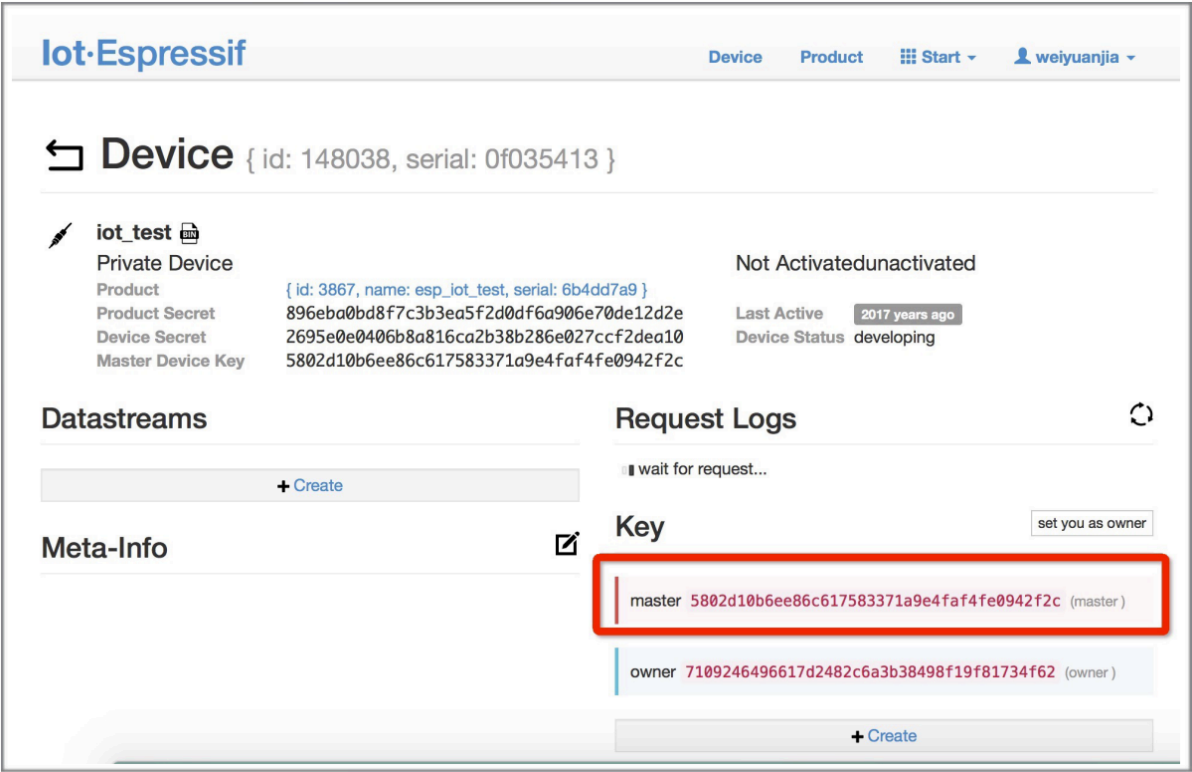 Iot·Espressif
Device Product Start weiyuanjia
Device { id: 148038, serial: 0f035413 }
iot_test BIN
Private Device
Product { id: 3867, name: esp_iot_test, serial: 6b4dd7a9 }
Product Secret 896eba0bd8f7c3b3ea5f2d0df6a906e70de12d2e
Device Secret 2695e0e0406b8a816ca2b38b286e027ccf2dea10
Master Device Key 5802d10b6ee86c617583371a9e4faf4fe0942f2c
Not Activatedunactivated
Last Active 2017 years ago
Device Status developing
Datastreams
+ Create
Meta-Info
Request Logs
wait for request...
Key
set you as owner
master 5802d10b6ee86c617583371a9e4faf4fe0942f2c (master )
owner 7109246496617d2482c6a3b38498f19f81734f62 (owner )
+ Create